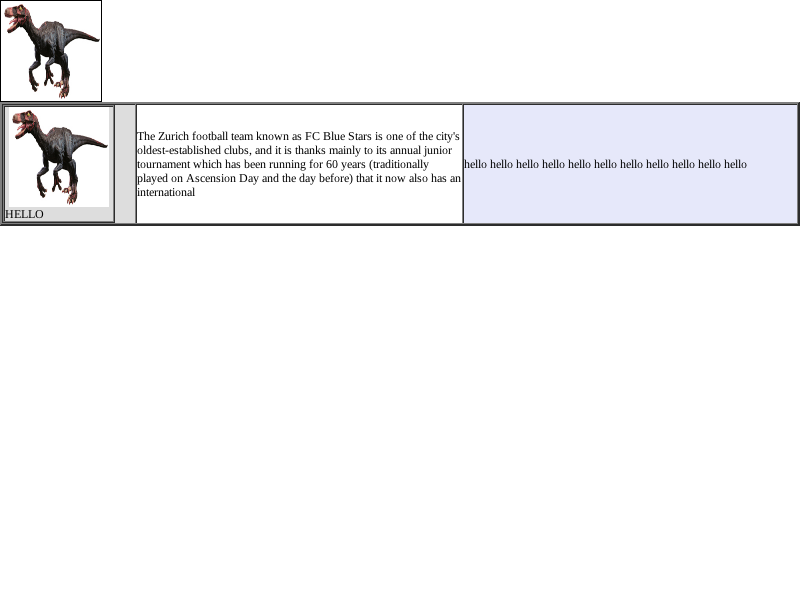 HELLO
The Zurich football team known as FC Blue Stars is one of the city's
oldest-established clubs, and it is thanks mainly to its annual junior
tournament which has been running for 60 years (traditionally
played on Ascension Day and the day before) that it now also has an
international
hello hello hello hello hello hello hello hello hello hello hello